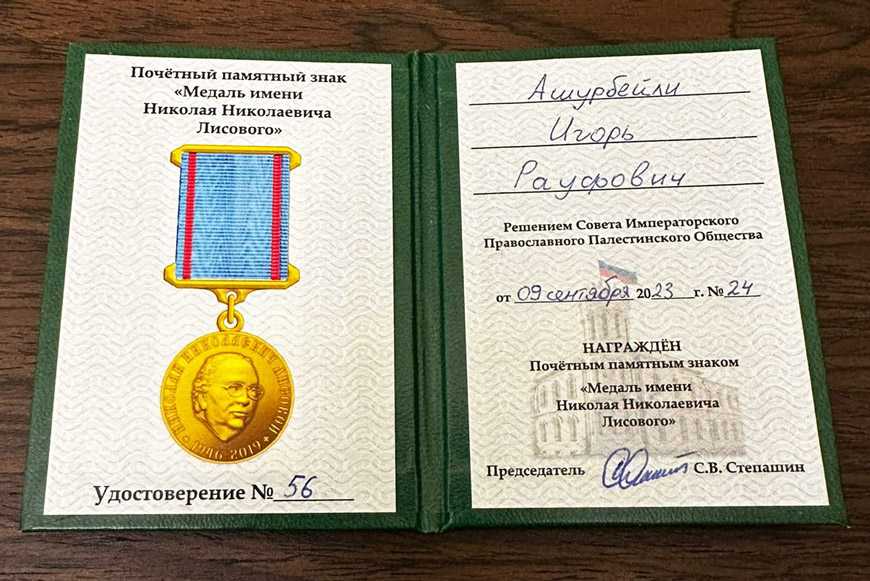 Почётный памятный знак
«Медаль имени
Николая Николаевича
Лисового»
НИКОЛАЙ НИКОЛАЕВИЧ ЛИСОВОЙ
1946-2019
Удостоверение № 56
Ашурбейли
Игорь
Рауфович
Решением Совета Императорского
Православного Палестинского Общества
от 09 сентября 2023 г. № 24
НАГРАЖДЁН
Почётным памятным знаком
«Медаль имени
Николая Николаевича
Лисового»
Председатель С.В. Степашин